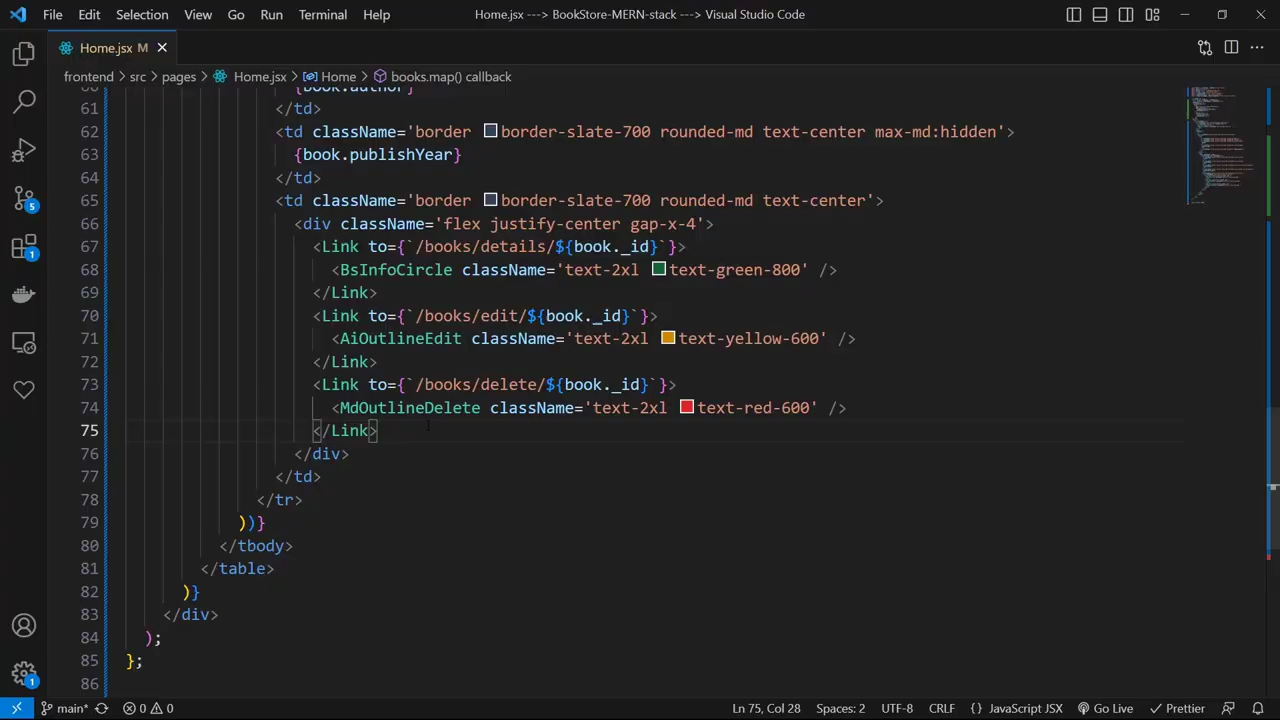 File Edit Selection View Go Run Terminal Help Home.jsx ---> BookStore-MERN-stack ---> Visual Studio Code
Home.jsx M
frontend > src > pages > Home.jsx > Home > books.map() callback
60 {book.author}
61 </td>
62 <td className='border border-slate-700 rounded-md text-center max-md:hidden'>
63 {book.publishYear}
64 </td>
65 <td className='border border-slate-700 rounded-md text-center'>
66 <div className='flex justify-center gap-x-4'>
67 <Link to={`/books/details/${book._id}`}>
68 <BsInfoCircle className='text-2xl text-green-800' />
69 </Link>
70 <Link to={`/books/edit/${book._id}`}>
71 <AiOutlineEdit className='text-2xl text-yellow-600' />
72 </Link>
73 <Link to={`/books/delete/${book._id}`}>
74 <MdOutlineDelete className='text-2xl text-red-600' />
75 </Link>
76 </div>
77 </td>
78 </tr>
79 ))}
80 </tbody>
81 </table>
82 )}
83 </div>
84 );
85 };
86
5
1
1
main* 0 0 Ln 75, Col 28 Spaces: 2 UTF-8 CRLF {} JavaScript JSX Go Live Prettier